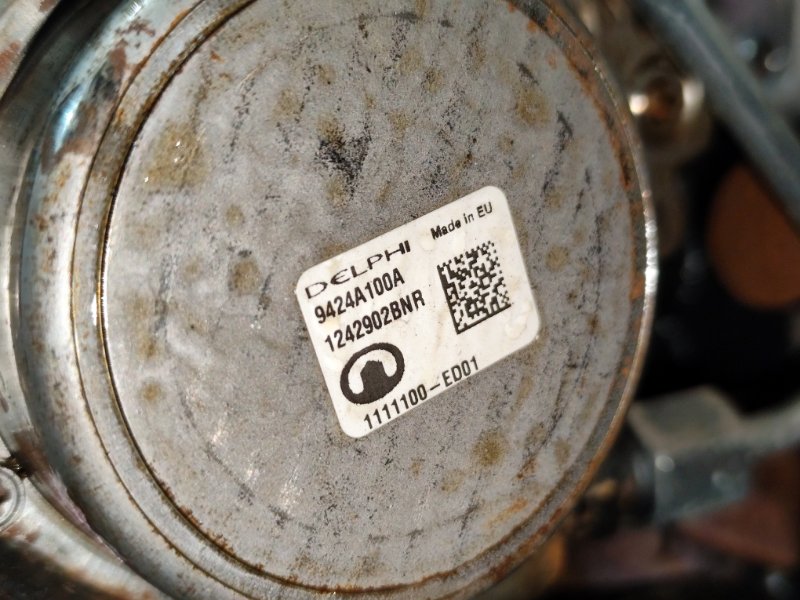 DELPHI
Made in EU
9424A100A
1242902BNR
1111100-ED01